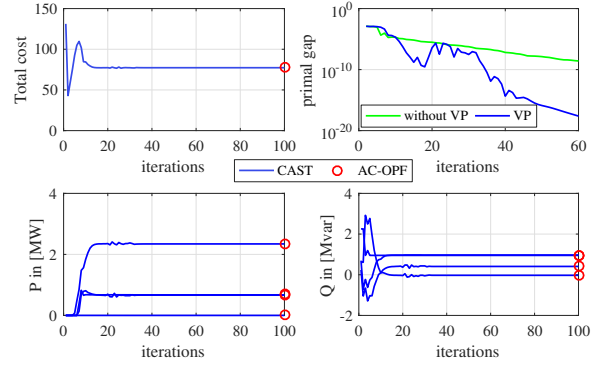 150
100
50
0
Total cost
0 20 40 60 80 100
iterations
10^0
10^-10
10^-20
primal gap
without VP VP
0 20 40 60
iterations
CAST AC-OPF
4
2
0
P in [MW]
0 20 40 60 80 100
iterations
4
2
0
-2
Q in [Mvar]
0 20 40 60 80 100
iterations